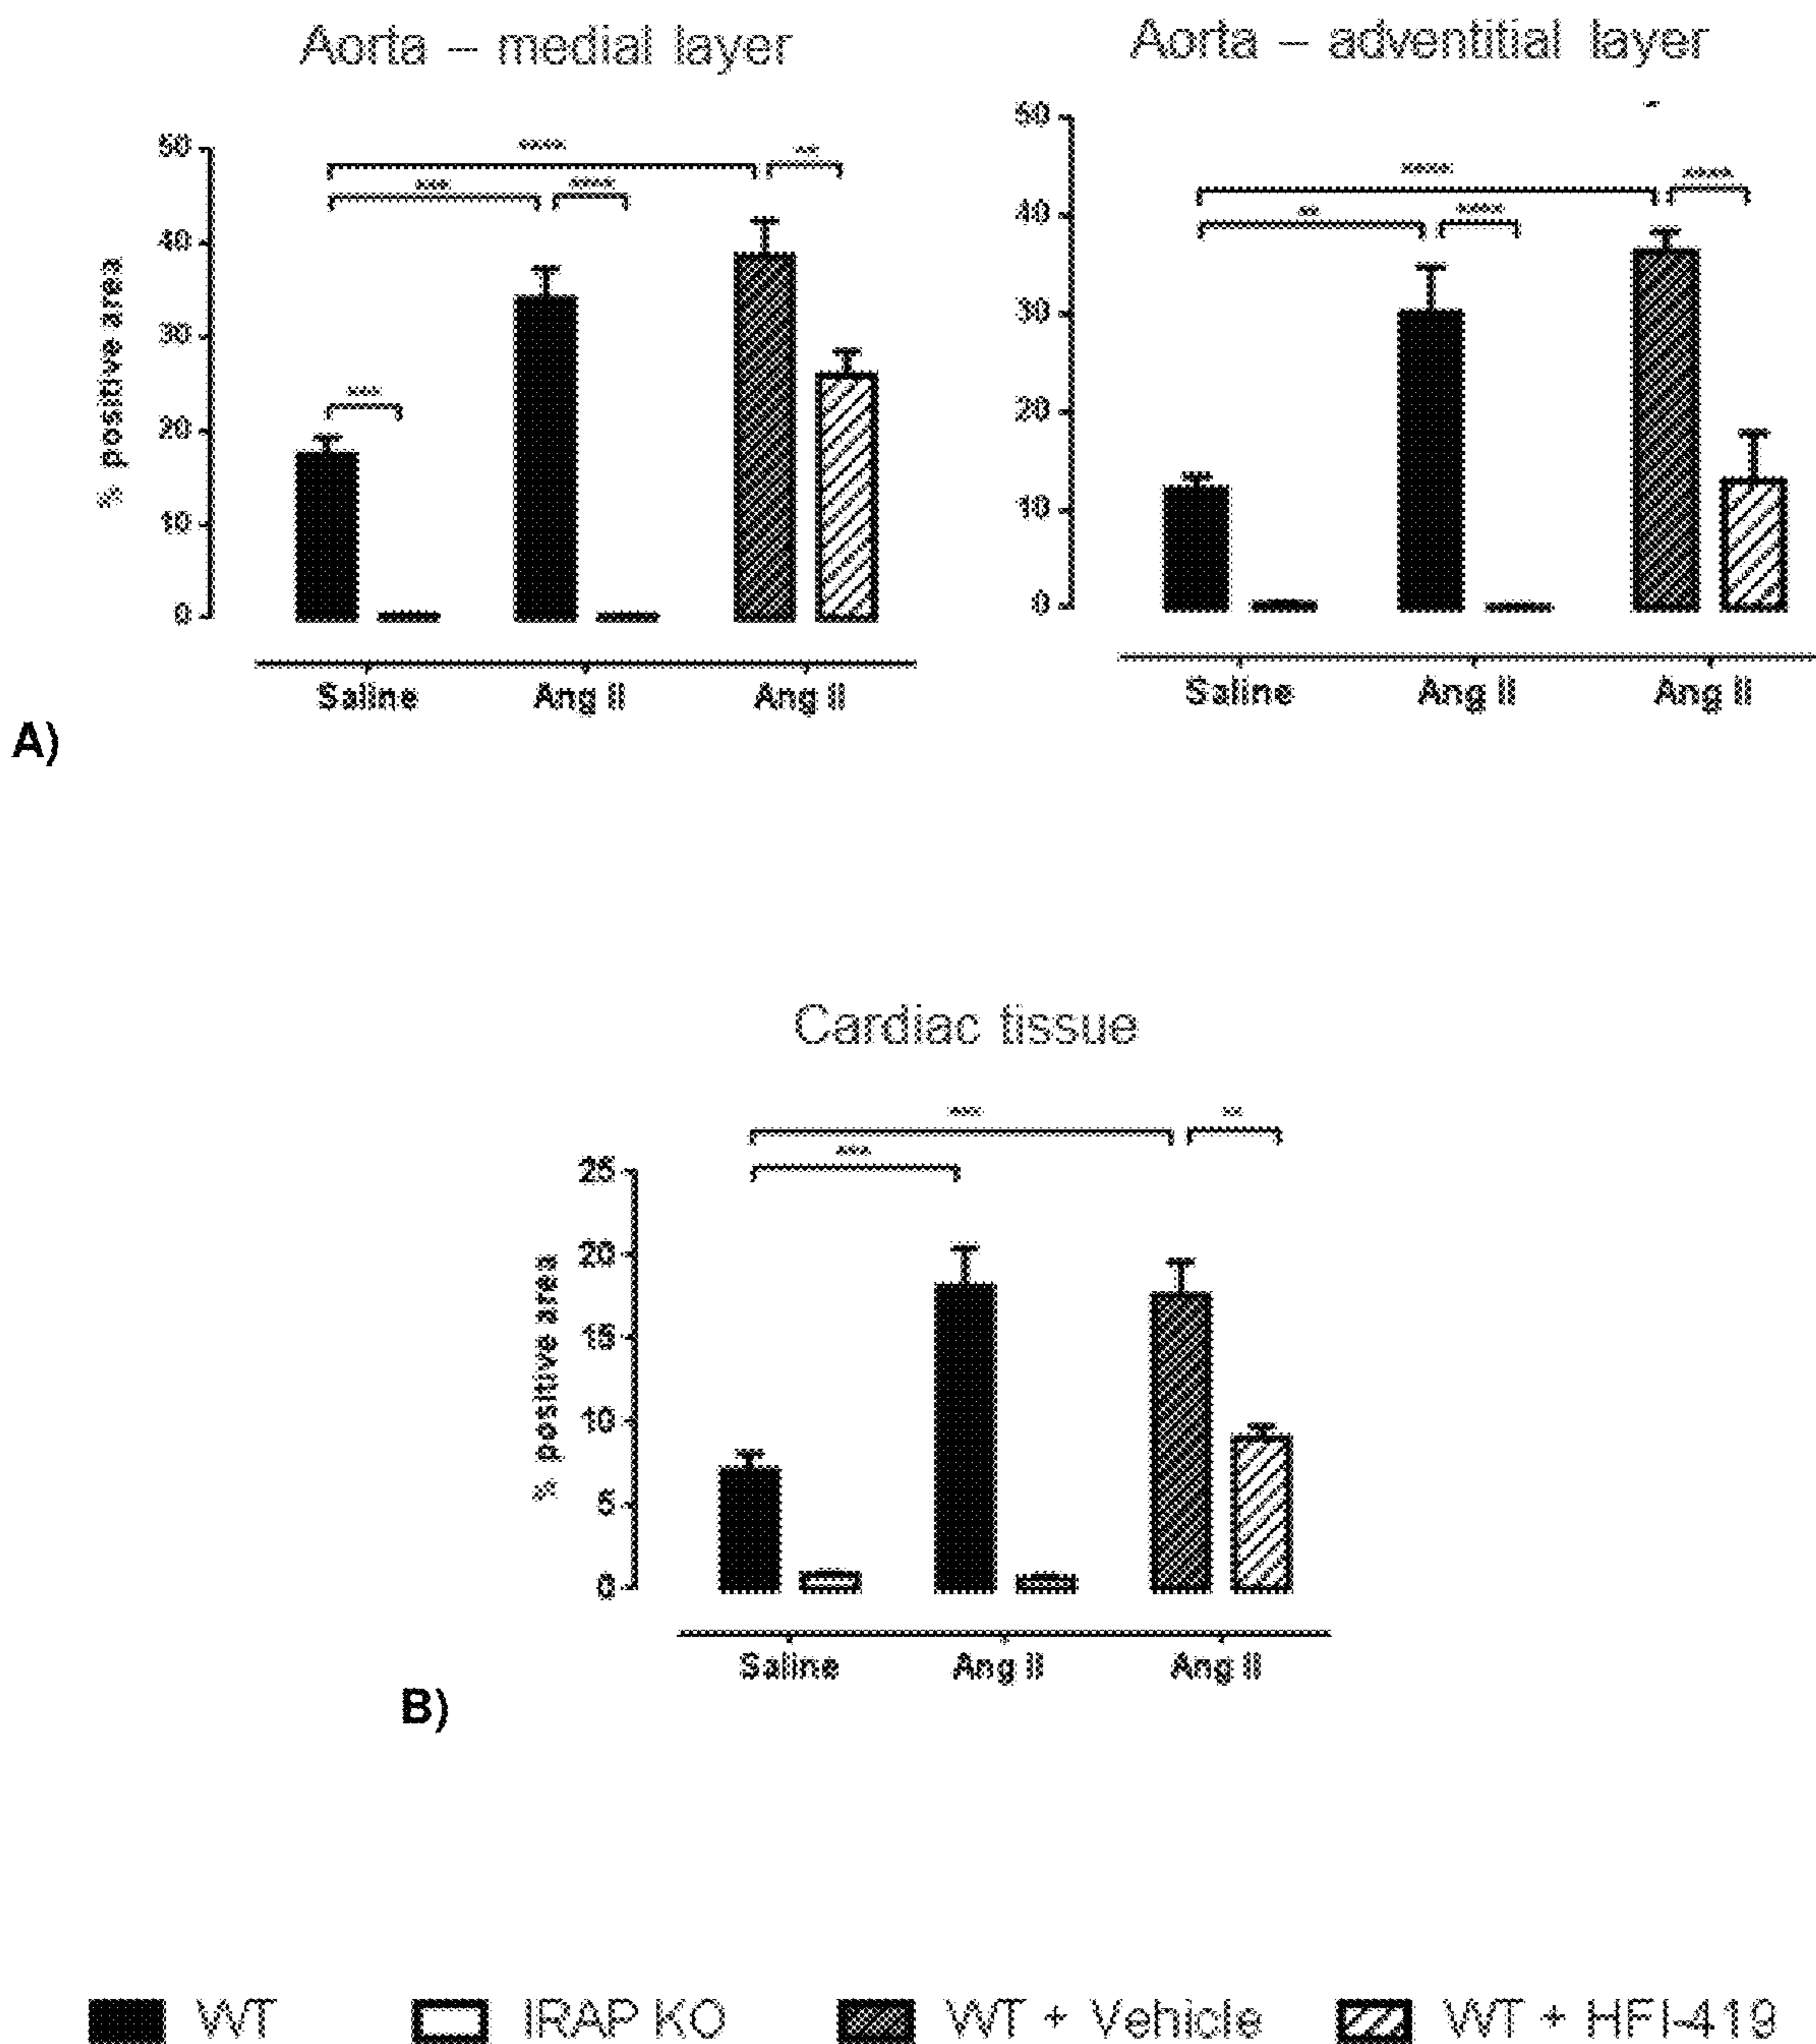 Aorta – medial layer
% positive area
50
40
30
20
10
0
**** **
*** ****
***
Saline Ang II Ang II
Aorta – adventitial layer
50
40
30
20
10
0
**** ****
** ****
Saline Ang II Ang II
A)
Cardiac tissue
% positive area
25
20
15
10
5
0
*** **
***
Saline Ang II Ang II
B)
WT IRAP KO WT + Vehicle WT + HFI-419